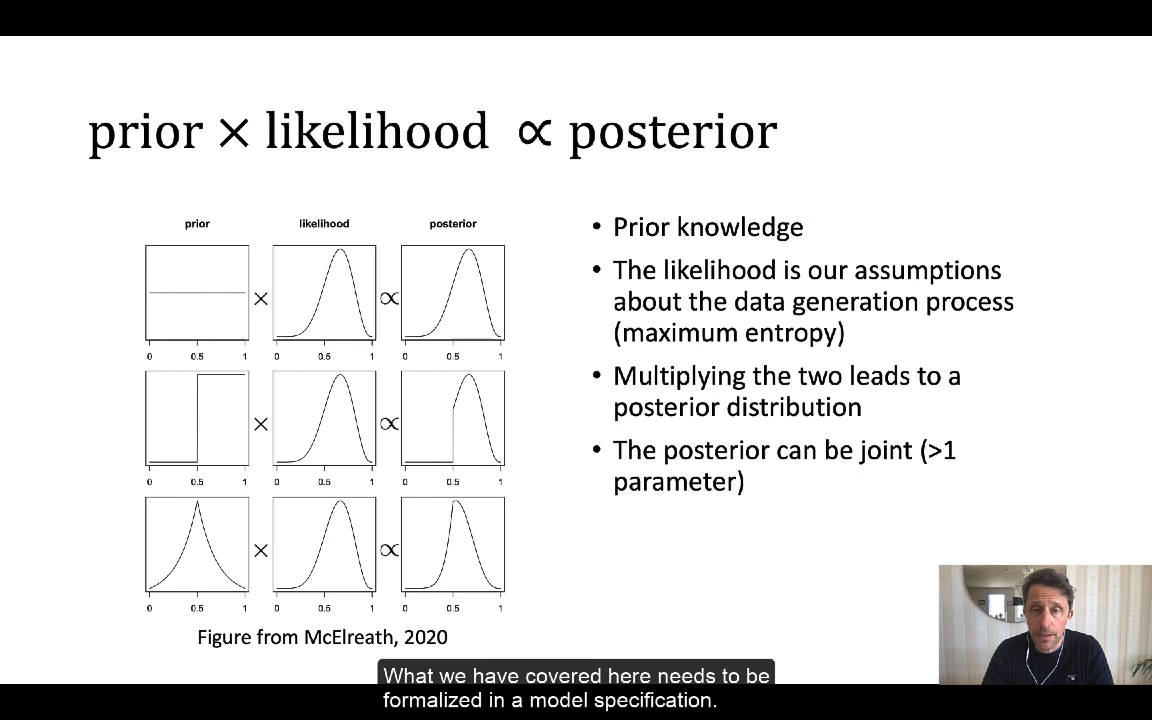 prior × likelihood ∝ posterior
prior likelihood posterior
× ∝
0 0.5 1 0 0.5 1 0 0.5 1
× ∝
0 0.5 1 0 0.5 1 0 0.5 1
× ∝
0 0.5 1 0 0.5 1 0 0.5 1
Figure from McElreath, 2020
• Prior knowledge
• The likelihood is our assumptions
about the data generation process
(maximum entropy)
• Multiplying the two leads to a
posterior distribution
• The posterior can be joint (>1
parameter)
What we have covered here needs to be
formalized in a model specification.